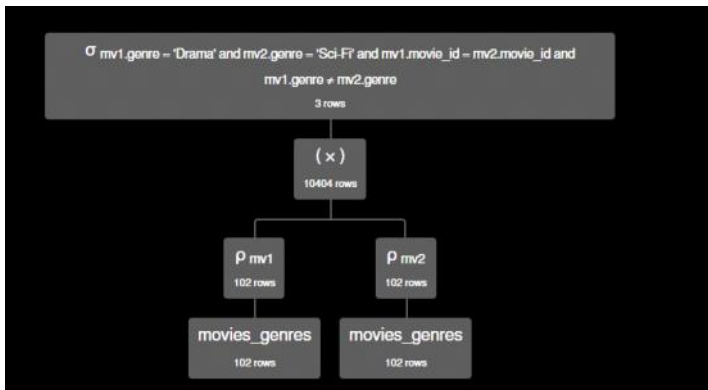 σ mv1.genre = 'Drama' and mv2.genre = 'Sci-Fi' and mv1.movie_id = mv2.movie_id and
mv1.genre ≠ mv2.genre
3 rows
( × )
10404 rows
ρ mv1
102 rows
ρ mv2
102 rows
movies_genres
102 rows
movies_genres
102 rows